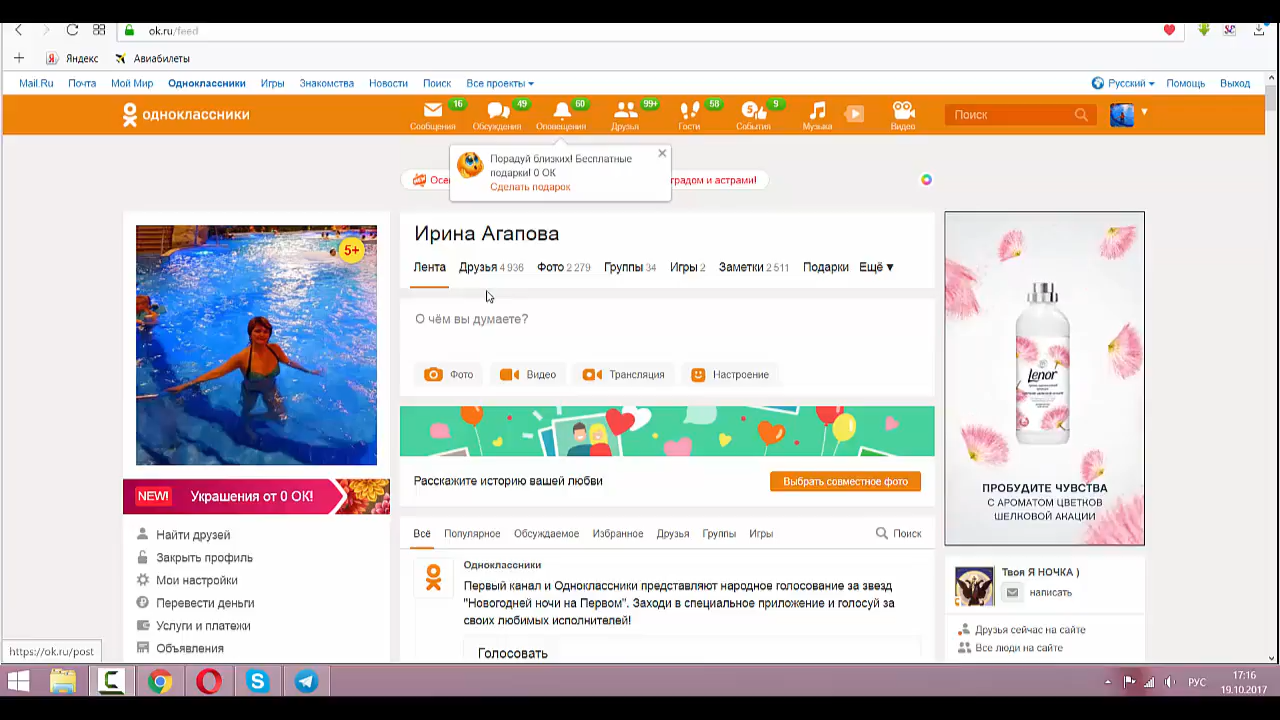 ok.ru/feed
Яндекс Авиабилеты
Mail.Ru Почта Мой Мир Одноклассники Игры Знакомства Новости Поиск Все проекты Русский Помощь Выход
одноклассники
16 49 60 99+ 58 5 9
Сообщения Обсуждения Оповещения Друзья Гости События Музыка Видео
Поиск
Порадуй близких! Бесплатные
подарки! 0 ОК
Сделать подарок
градом и астрами!
5+
Ирина Агапова
Лента Друзья 4 936 Фото 2 279 Группы 34 Игры 2 Заметки 2 511 Подарки Ещё
О чём вы думаете?
Фото Видео Трансляция Настроение
Расскажите историю вашей любви
Выбрать совместное фото
NEW! Украшения от 0 ОК!
Найти друзей
Закрыть профиль
Мои настройки
Перевести деньги
Услуги и платежи
Объявления
Всё Популярное Обсуждаемое Избранное Друзья Группы Игры Поиск
Одноклассники
Первый канал и Одноклассники представляют народное голосование за звезд
"Новогодней ночи на Первом". Заходи в специальное приложение и голосуй за
своих любимых исполнителей!
Голосовать
Lenor
ПРОБУДИТЕ ЧУВСТВА
С АРОМАТОМ ЦВЕТКОВ
ШЕЛКОВОЙ АКАЦИИ
Твоя Я НОЧКА )
написать
Друзья сейчас на сайте
Все люди на сайте
https://ok.ru/post
РУС
17:16
19.10.2017